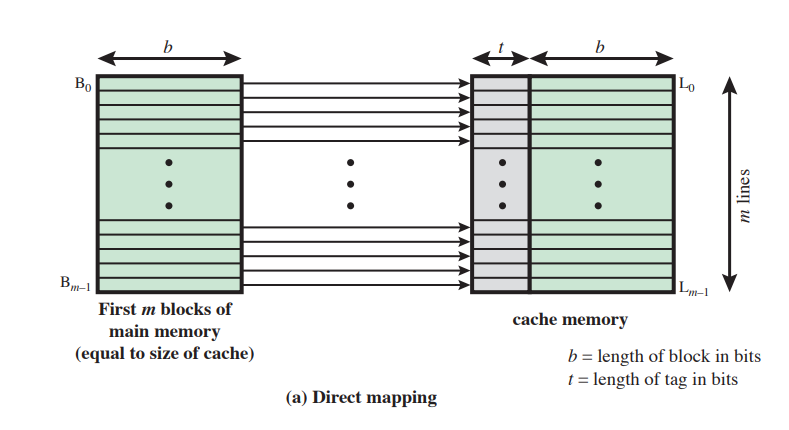 b
t
b
B0
L0
m lines
Bm–1
Lm–1
First m blocks of
main memory
(equal to size of cache)
cache memory
b = length of block in bits
t = length of tag in bits
(a) Direct mapping